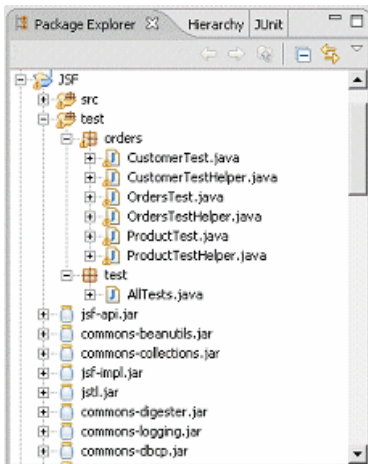 Package Explorer Hierarchy JUnit
JSF
src
test
orders
CustomerTest.java
CustomerTestHelper.java
OrdersTest.java
OrdersTestHelper.java
ProductTest.java
ProductTestHelper.java
test
AllTests.java
jsf-api.jar
commons-beanutils.jar
commons-collections.jar
jsf-impl.jar
jstl.jar
commons-digester.jar
commons-logging.jar
commons-dbcp.jar